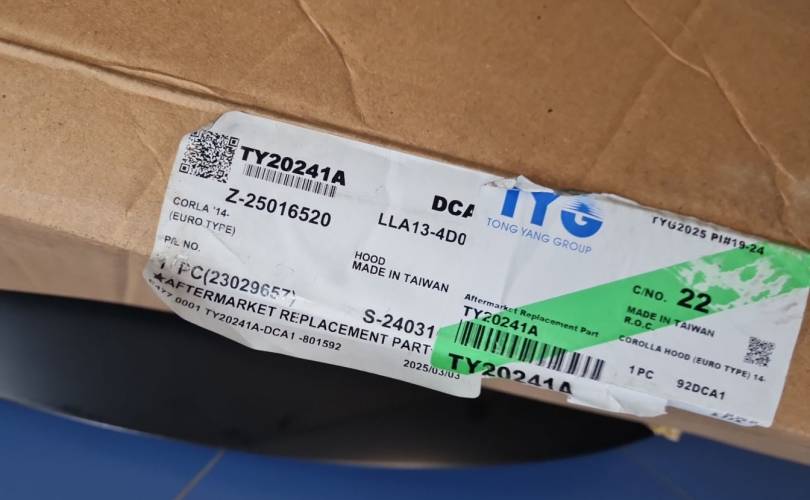 TY20241A
Z-25016520
DCA
CORLA '14-
(EURO TYPE)
LLA13-4D0
HOOD
MADE IN TAIWAN
P/L NO.
PC(23029657)
S-24031
★AFTERMARKET REPLACEMENT PART
0001 TY20241A-DCA1 -801592
2025/03/03
TYG
TONG YANG GROUP
TYG2025 PI#19-24
Aftermarket Replacement Part
TY20241A
TY20241A
C/NO. 22
MADE IN TAIWAN
R.O.C.
COROLLA HOOD (EURO TYPE) 14-
1 PC 92DCA1